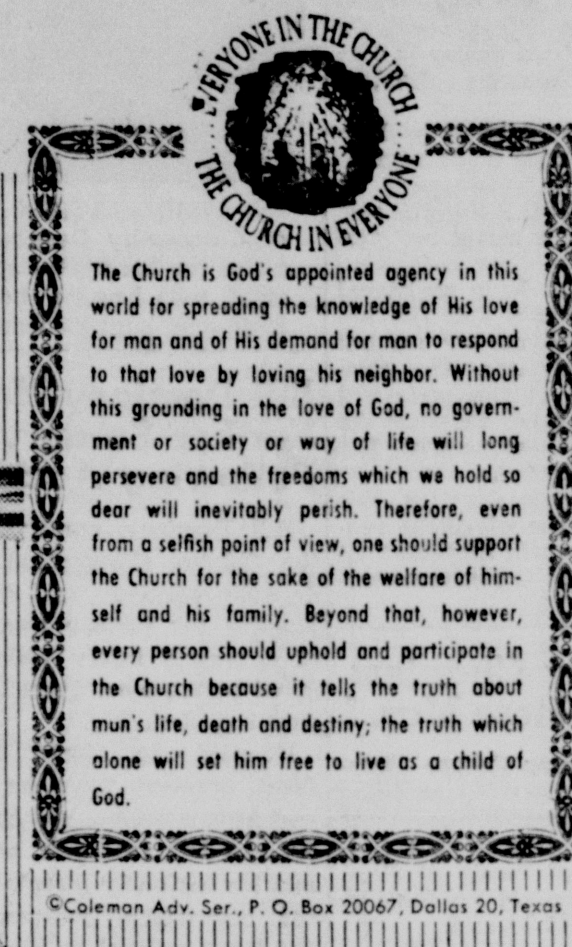 EVERYONE IN THE CHURCH
THE CHURCH IN EVERYONE
The Church is God's appointed agency in this
world for spreading the knowledge of His love
for man and of His demand for man to respond
to that love by loving his neighbor. Without
this grounding in the love of God, no govern-
ment or society or way of life will long
persevere and the freedoms which we hold so
dear will inevitably perish. Therefore, even
from a selfish point of view, one should support
the Church for the sake of the welfare of him-
self and his family. Beyond that, however,
every person should uphold and participate in
the Church because it tells the truth about
man's life, death and destiny; the truth which
alone will set him free to live as a child of
God.
©Coleman Adv. Ser., P. O. Box 20067, Dallas 20, Texas